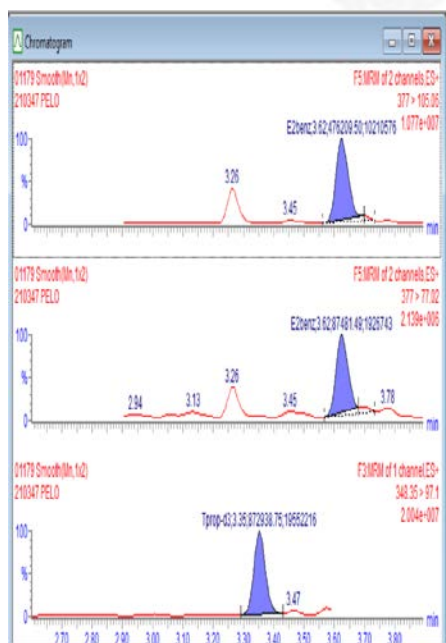 Chromatogram
01179 Smooth(Mn,1x2)
F5:MRM of 2 channels,ES+
210347 PELO
377 > 105.06
1.077e+007
E2benz;3.62;476209.50;10210576
100
3.26
%
3.45
0
min
01179 Smooth(Mn,1x2)
F5:MRM of 2 channels,ES+
210347 PELO
377 > 77.02
2.139e+006
E2benz;3.62;87481.49;1926743
100
3.26
%
2.94
3.13
3.45
3.78
0
min
01179 Smooth(Mn,1x2)
F3:MRM of 1 channel,ES+
210347 PELO
348.35 > 97.1
2.004e+007
Tprop-d3;3.35;872938.75;19552216
100
%
3.47
0
min
2.70 2.80 2.90 3.00 3.10 3.20 3.30 3.40 3.50 3.60 3.70 3.80